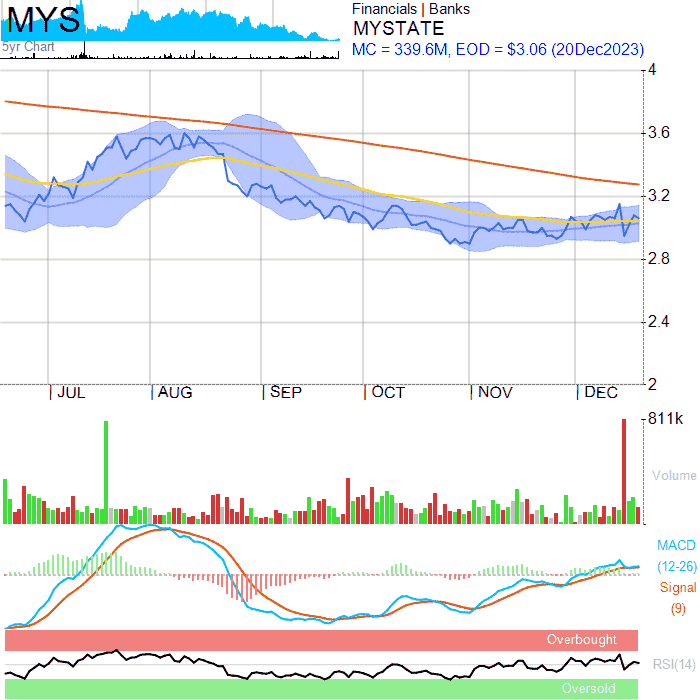 MYS
5yr Chart
Financials | Banks
MYSTATE
MC = 339.6M, EOD = $3.06 (20Dec2023)
4
3.6
3.2
2.8
2.4
2
JUL AUG SEP OCT NOV DEC
811k
Volume
MACD
(12-26)
Signal
(9)
Overbought
RSI(14)
Oversold